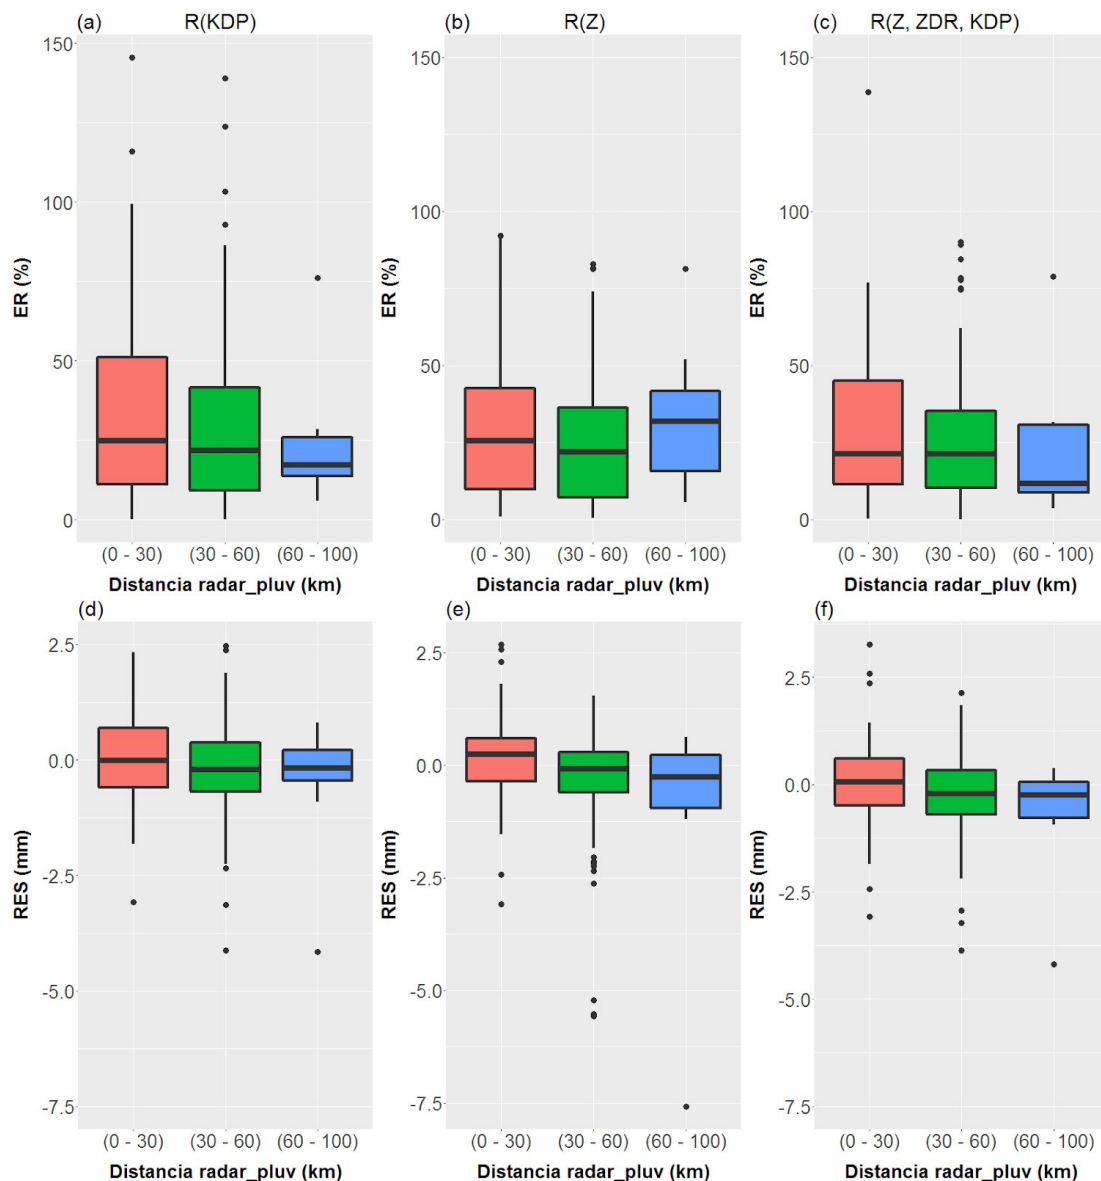 (a) R(KDP)
150
100
50
0
ER (%)
(0 - 30) (30 - 60) (60 - 100)
Distancia radar_pluv (km)
(b) R(Z)
150
100
50
0
ER (%)
(0 - 30) (30 - 60) (60 - 100)
Distancia radar_pluv (km)
(c) R(Z, ZDR, KDP)
150
100
50
0
ER (%)
(0 - 30) (30 - 60) (60 - 100)
Distancia radar_pluv (km)
(d)
2.5
0.0
-2.5
-5.0
-7.5
RES (mm)
(0 - 30) (30 - 60) (60 - 100)
Distancia radar_pluv (km)
(e)
2.5
0.0
-2.5
-5.0
-7.5
RES (mm)
(0 - 30) (30 - 60) (60 - 100)
Distancia radar_pluv (km)
(f)
2.5
0.0
-2.5
-5.0
-7.5
RES (mm)
(0 - 30) (30 - 60) (60 - 100)
Distancia radar_pluv (km)